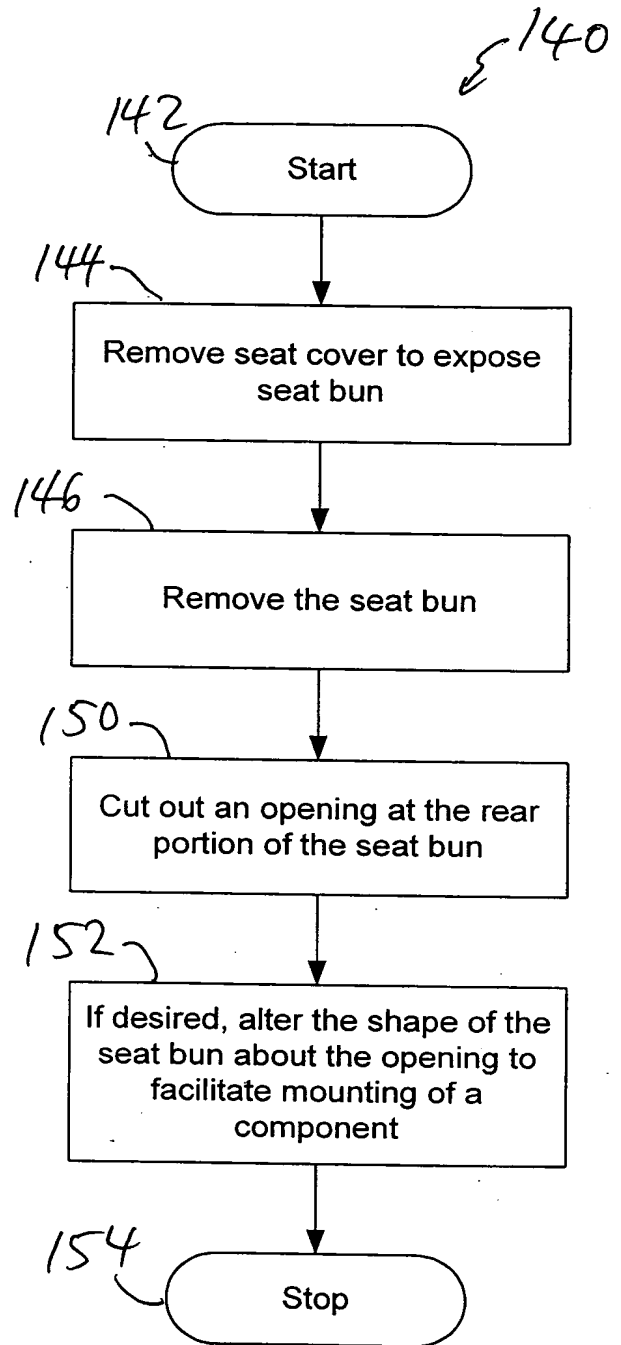 140
142
Start
144
Remove seat cover to expose
seat bun
146
Remove the seat bun
150
Cut out an opening at the rear
portion of the seat bun
152
If desired, alter the shape of the
seat bun about the opening to
facilitate mounting of a
component
154
Stop